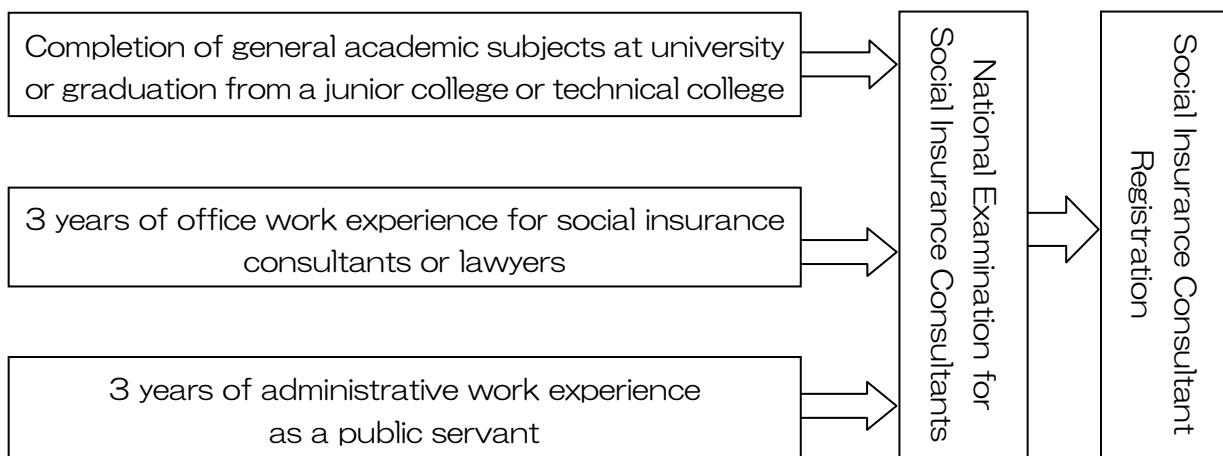 Completion of general academic subjects at university
or graduation from a junior college or technical college
3 years of office work experience for social insurance
consultants or lawyers
3 years of administrative work experience
as a public servant
National Examination for
Social Insurance Consultants
Social Insurance Consultant
Registration